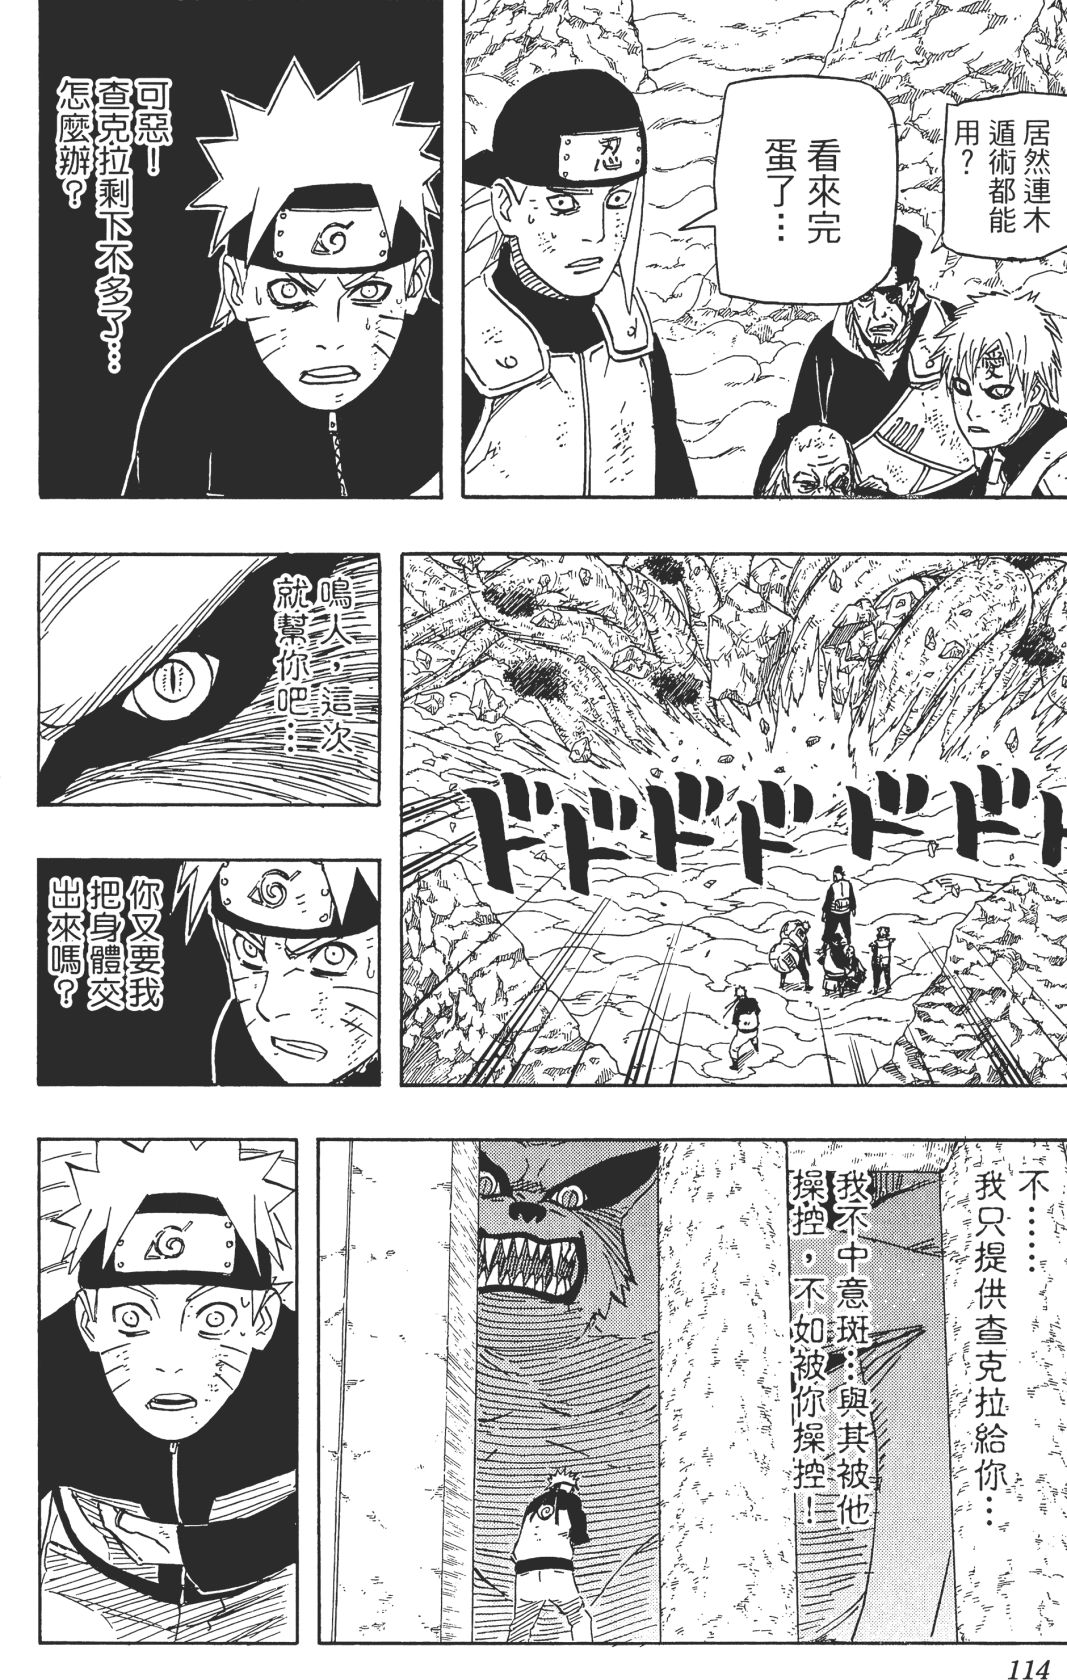 居然連木
遁術都能
用？
看來完
蛋了…
忍
愛
可惡！
查克拉剩下不多了…
怎麼辦？
ドドドドドドド
鳴人，這次
就幫你吧…
你又要我
把身體交
出來嗎？
不……
我只提供查克拉給你…
我不中意斑…與其被他
操控，不如被你操控！
114